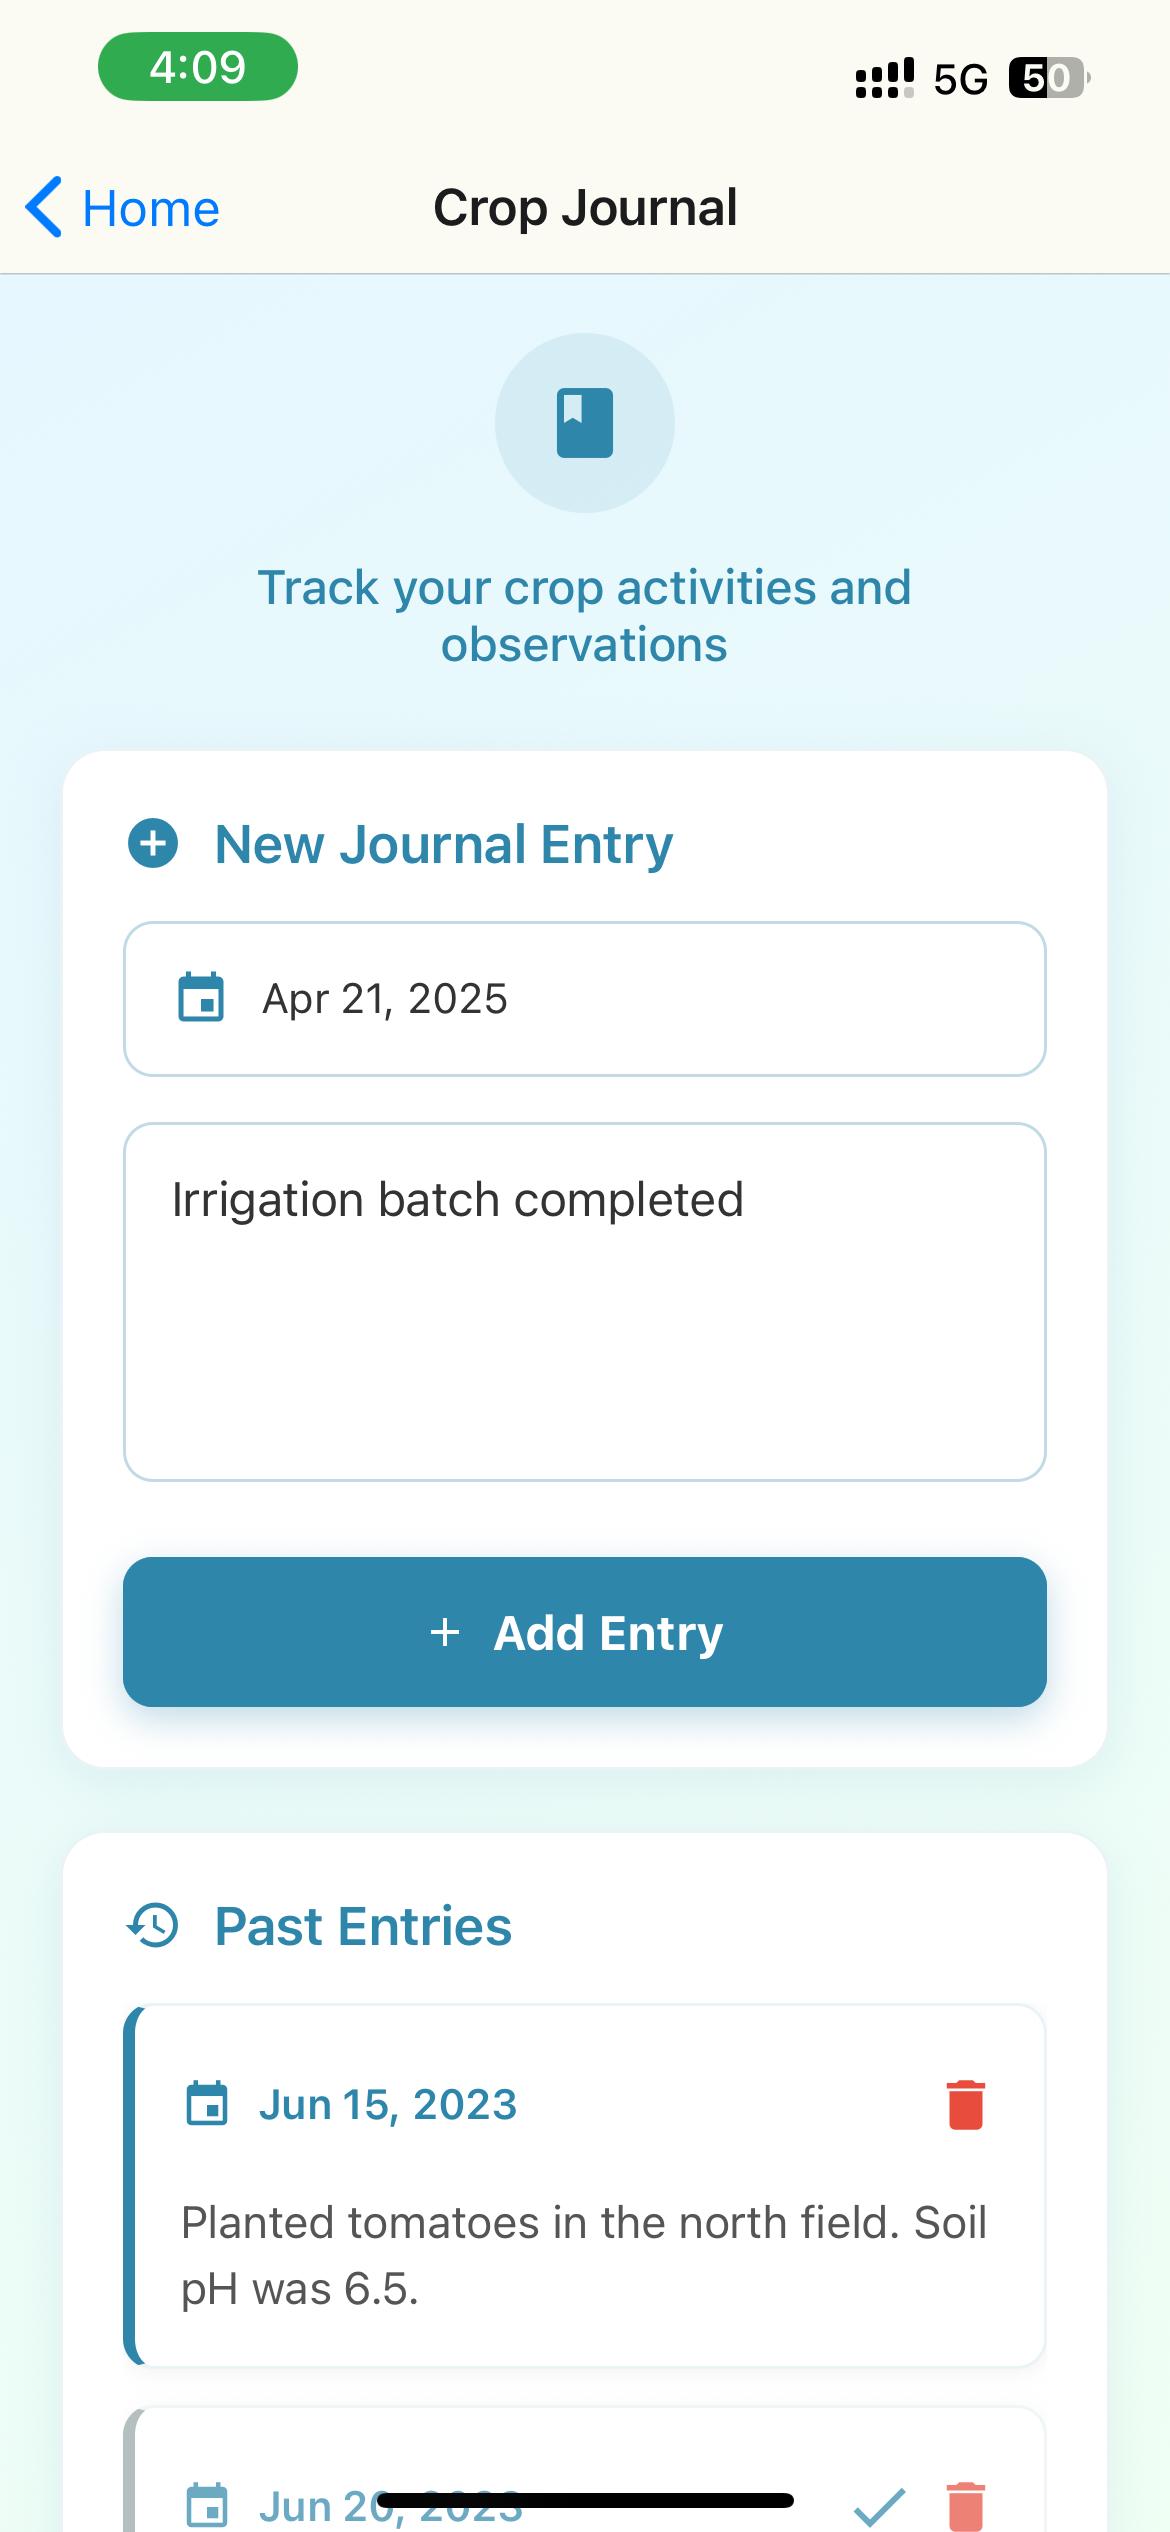 4:09
5G 50
Home
Crop Journal
Track your crop activities and
observations
New Journal Entry
Apr 21, 2025
Irrigation batch completed
+ Add Entry
Past Entries
Jun 15, 2023
Planted tomatoes in the north field. Soil
pH was 6.5.
Jun 20, 2023